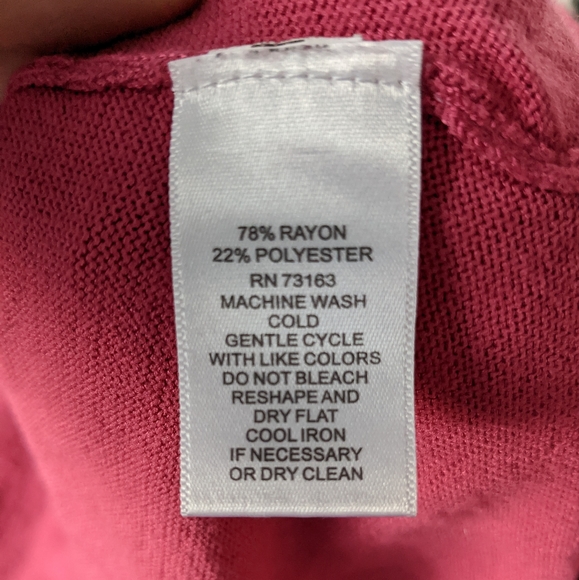 78% RAYON
22% POLYESTER
RN 73163
MACHINE WASH
COLD
GENTLE CYCLE
WITH LIKE COLORS
DO NOT BLEACH
RESHAPE AND
DRY FLAT
COOL IRON
IF NECESSARY
OR DRY CLEAN